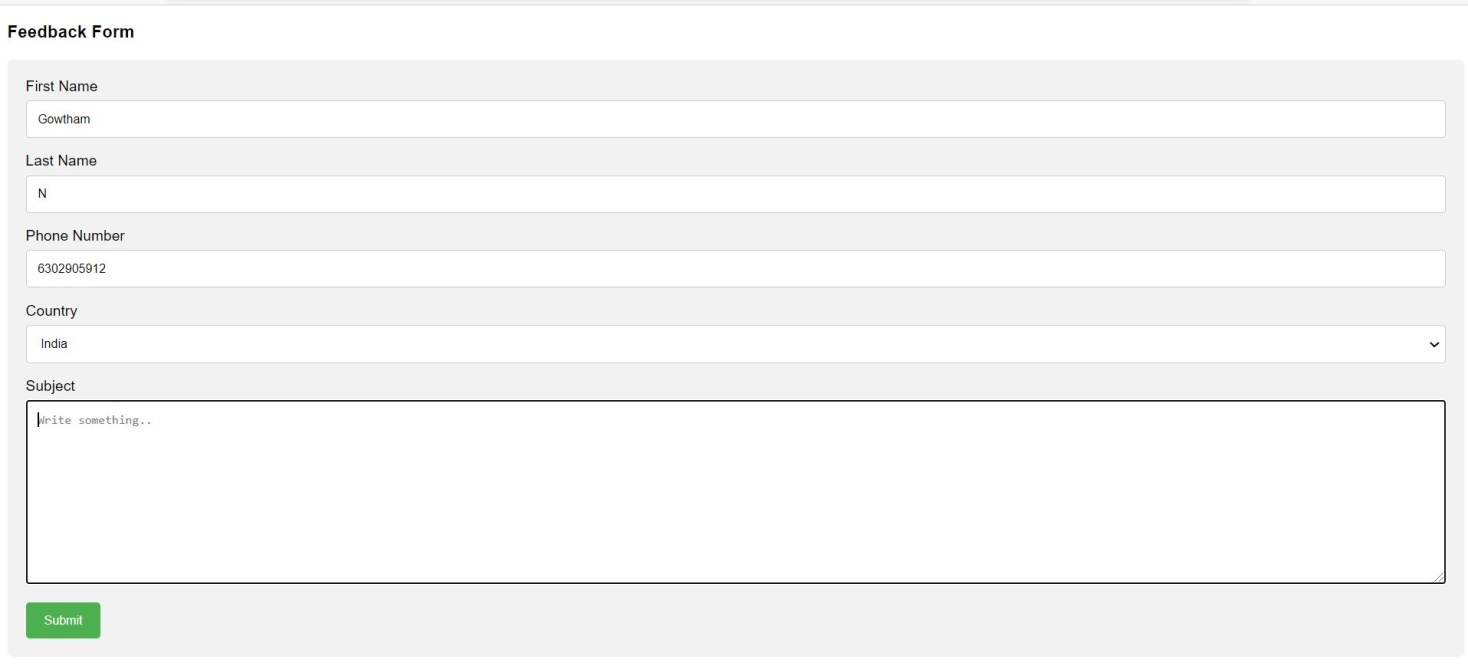 Feedback Form
First Name
Gowtham
Last Name
N
Phone Number
6302905912
Country
India
Subject
Write something..
Submit